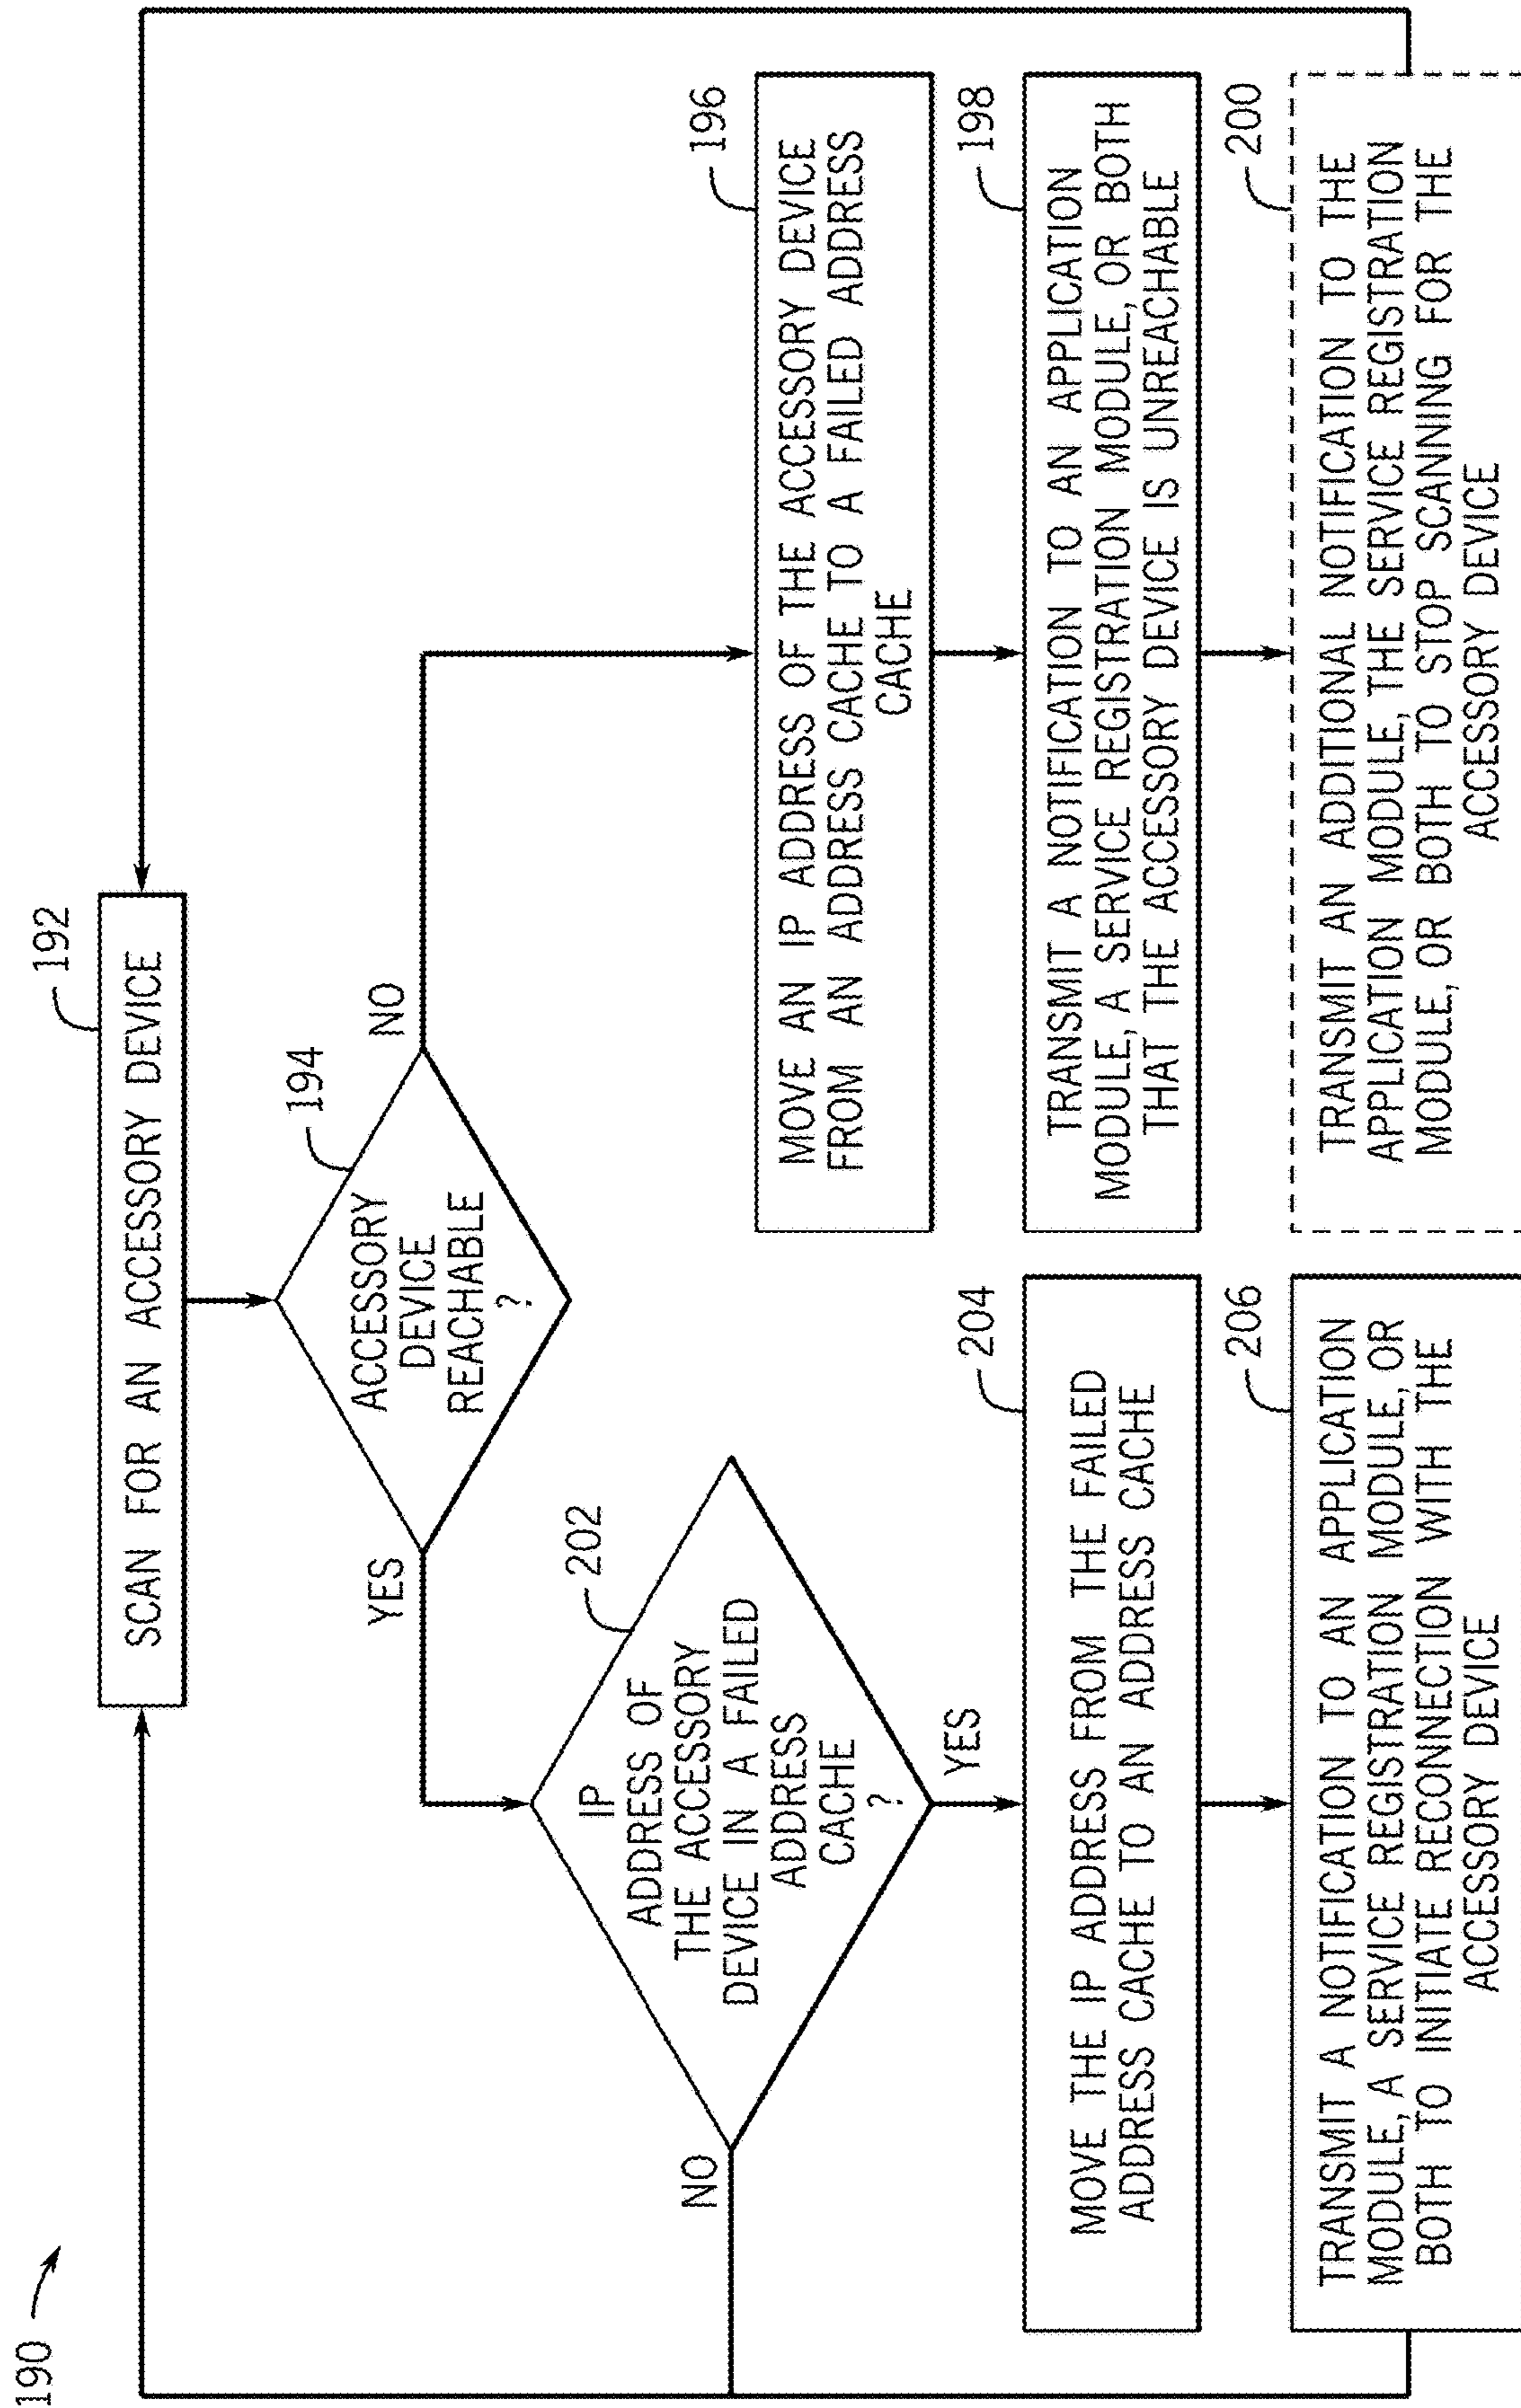 190
192
SCAN FOR AN ACCESSORY DEVICE
194
ACCESSORY
DEVICE
REACHABLE
?
YES
NO
202
IP
ADDRESS OF
THE ACCESSORY
DEVICE IN A FAILED
ADDRESS
CACHE
?
NO
YES
196
MOVE AN IP ADDRESS OF THE ACCESSORY DEVICE
FROM AN ADDRESS CACHE TO A FAILED ADDRESS
CACHE
204
MOVE THE IP ADDRESS FROM THE FAILED
ADDRESS CACHE TO AN ADDRESS CACHE
198
TRANSMIT A NOTIFICATION TO AN APPLICATION
MODULE, A SERVICE REGISTRATION MODULE, OR BOTH
THAT THE ACCESSORY DEVICE IS UNREACHABLE
206
TRANSMIT A NOTIFICATION TO AN APPLICATION
MODULE, A SERVICE REGISTRATION MODULE, OR
BOTH TO INITIATE RECONNECTION WITH THE
ACCESSORY DEVICE
200
TRANSMIT AN ADDITIONAL NOTIFICATION TO THE
APPLICATION MODULE, THE SERVICE REGISTRATION
MODULE, OR BOTH TO STOP SCANNING FOR THE
ACCESSORY DEVICE